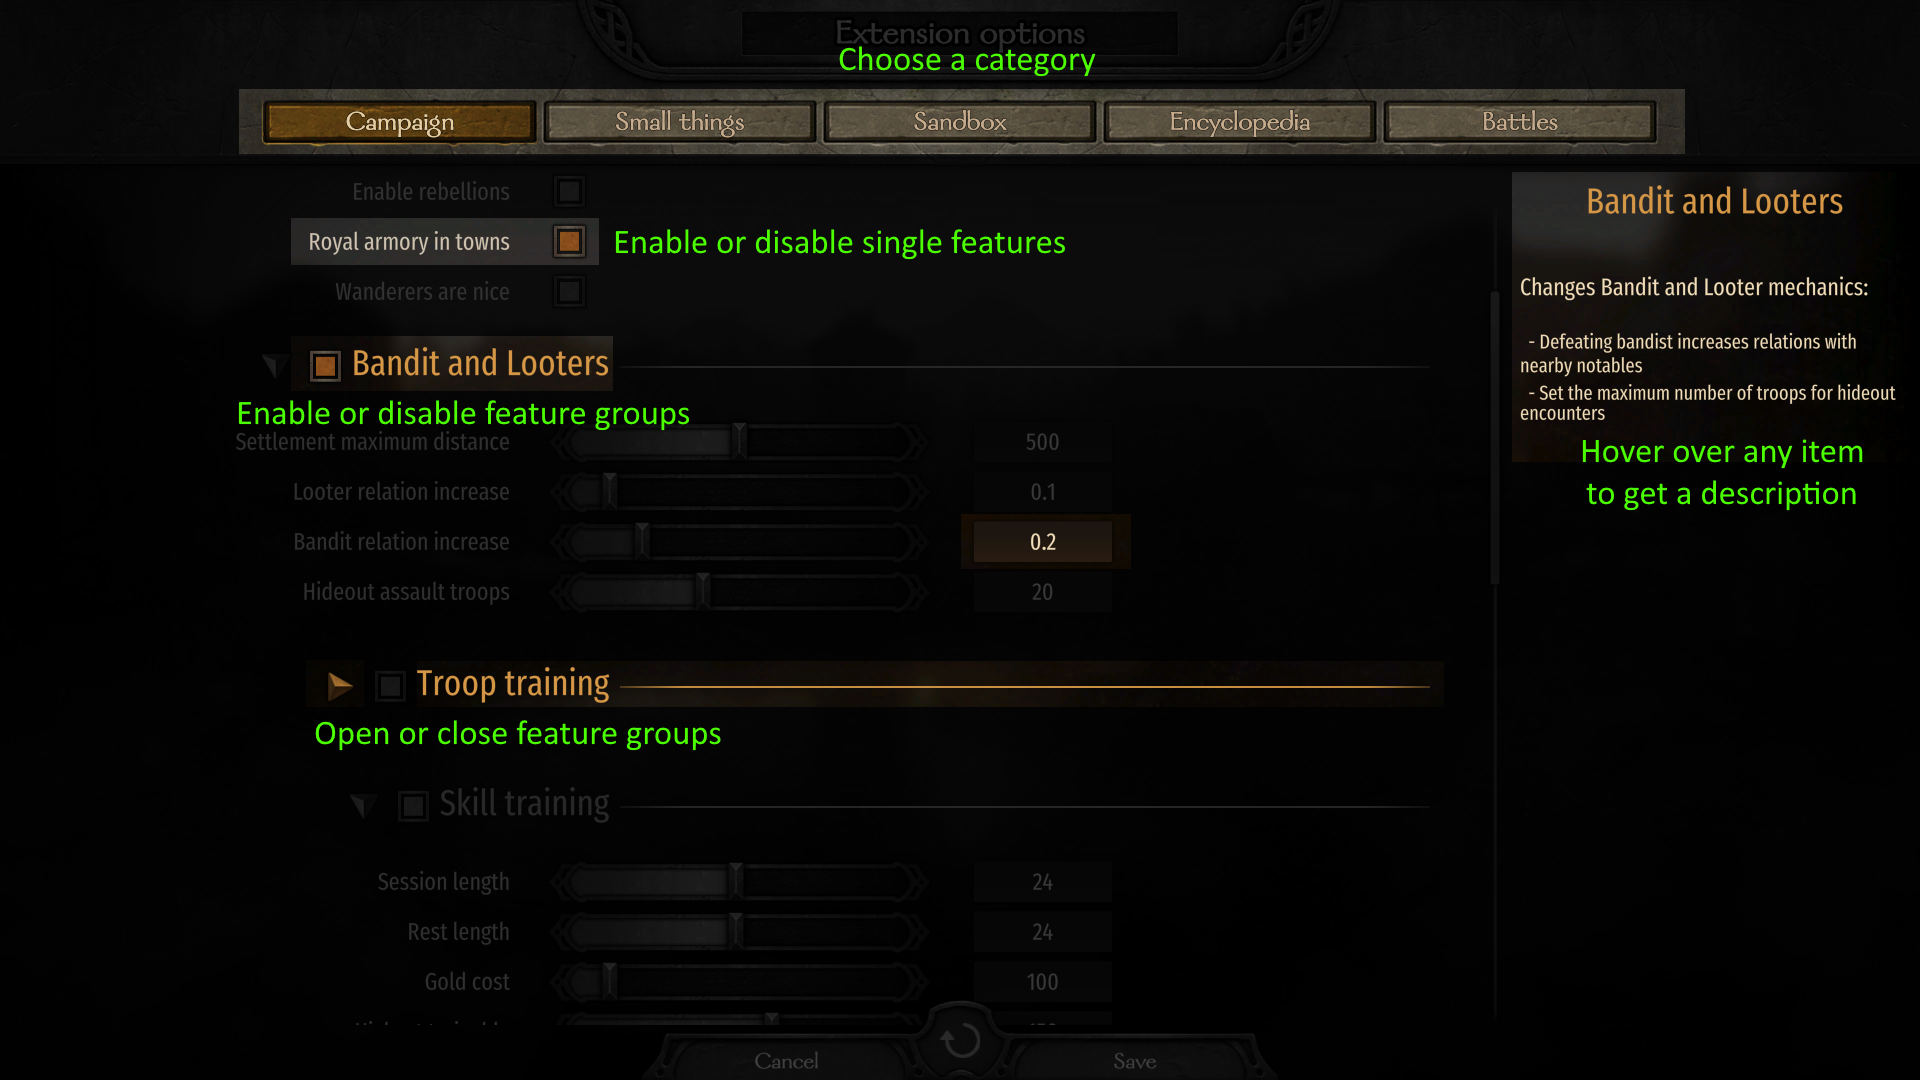 Extension options
Choose a category
Campaign
Small things
Sandbox
Encyclopedia
Battles
Enable rebellions
Royal armory in towns
Enable or disable single features
Wanderers are nice
Bandit and Looters
Enable or disable feature groups
Settlement maximum distance
500
Looter relation increase
0.1
Bandit relation increase
0.2
Hideout assault troops
20
Troop training
Open or close feature groups
Skill training
Session length
24
Rest length
24
Gold cost
100
Cancel
Save
Bandit and Looters
Changes Bandit and Looter mechanics:
- Defeating bandist increases relations with
nearby notables
- Set the maximum number of troops for hideout
encounters
Hover over any item
to get a description